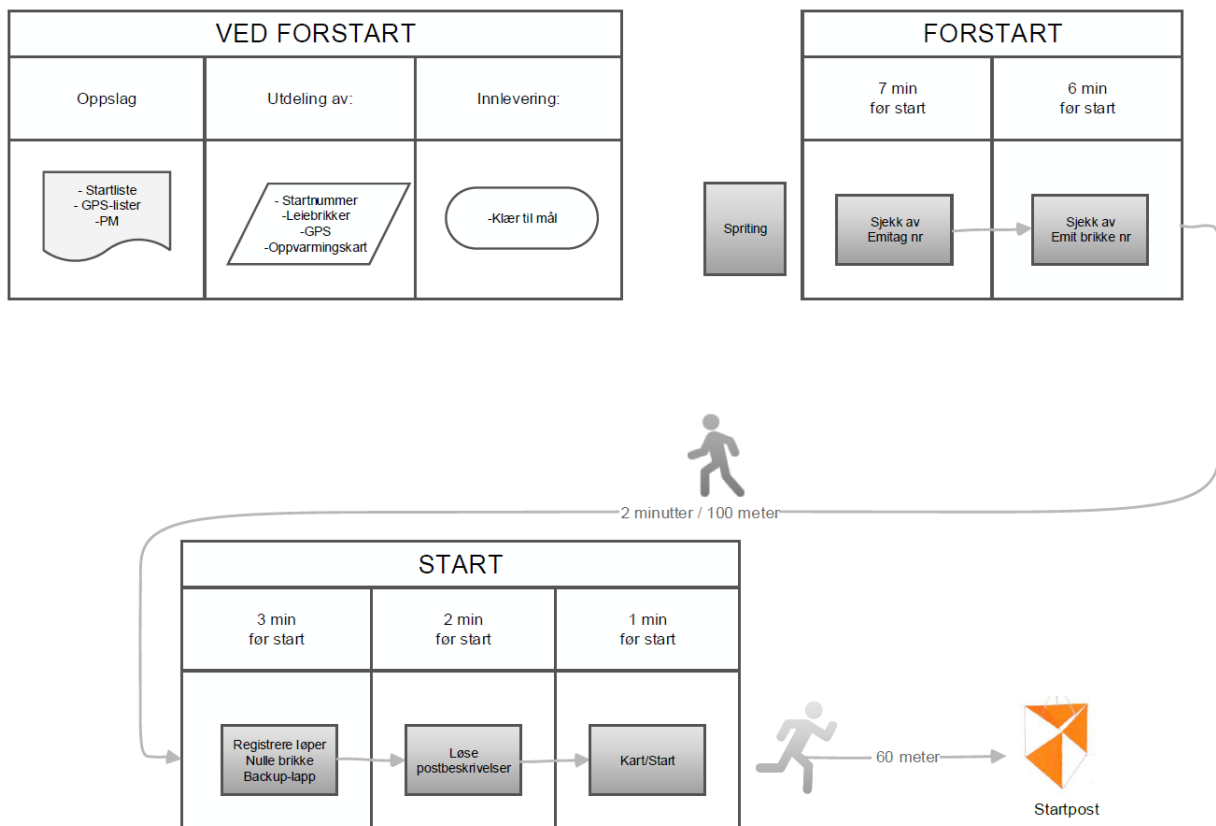 VED FORSTART
Oppslag
Utdeling av:
Innlevering:
- Startliste
- GPS-lister
-PM
- Startnummer
-Leiebrikker
-GPS
-Oppvarmingskart
-Klær til mål
Spriting
FORSTART
7 min
før start
6 min
før start
Sjekk av
Emitag nr
Sjekk av
Emit brikke nr
2 minutter / 100 meter
START
3 min
før start
2 min
før start
1 min
før start
Registrere løper
Nulle brikke
Backup-lapp
Løse
postbeskrivelser
Kart/Start
60 meter
Startpost